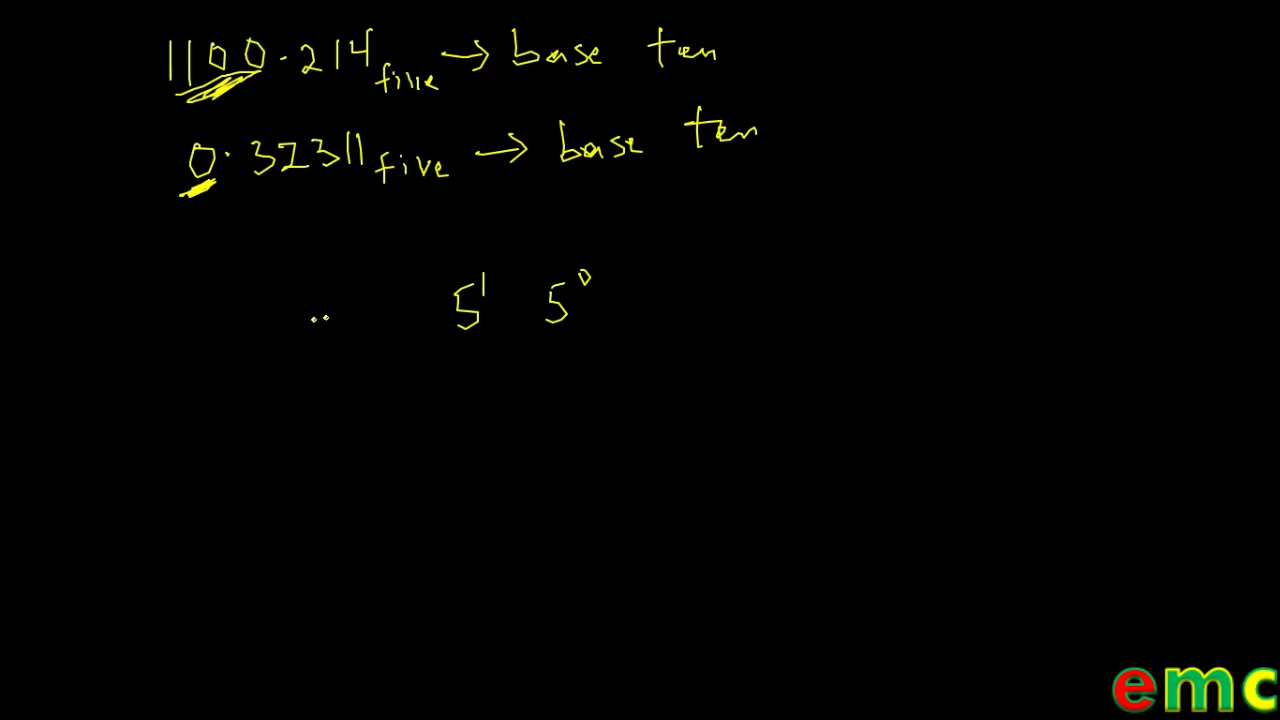 1100.214five → base ten
0.32311five → base ten
5¹ 5⁰
emc